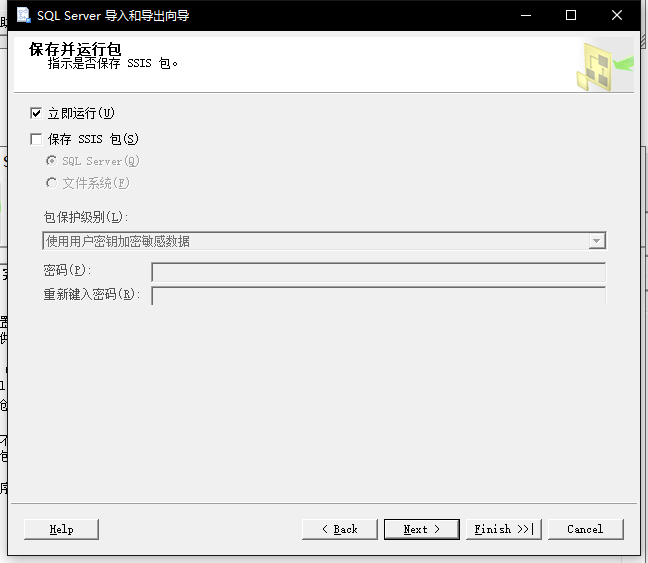 SQL Server 导入和导出向导
保存并运行包
指示是否保存 SSIS 包。
立即运行(U)
保存 SSIS 包(S)
SQL Server(Q)
文件系统(F)
包保护级别(L):
使用用户密钥加密敏感数据
密码(P):
重新键入密码(R):
Help
< Back
Next >
Finish >>|
Cancel